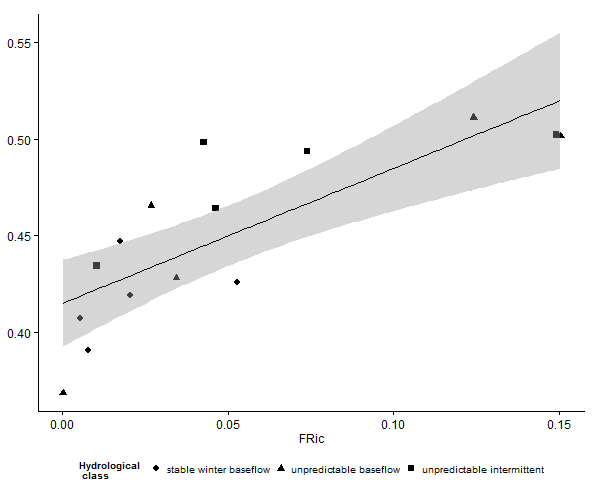 0.55
0.50
0.45
0.40
0.00 0.05 0.10 0.15
FRic
Hydrological
class
stable winter baseflow unpredictable baseflow unpredictable intermittent